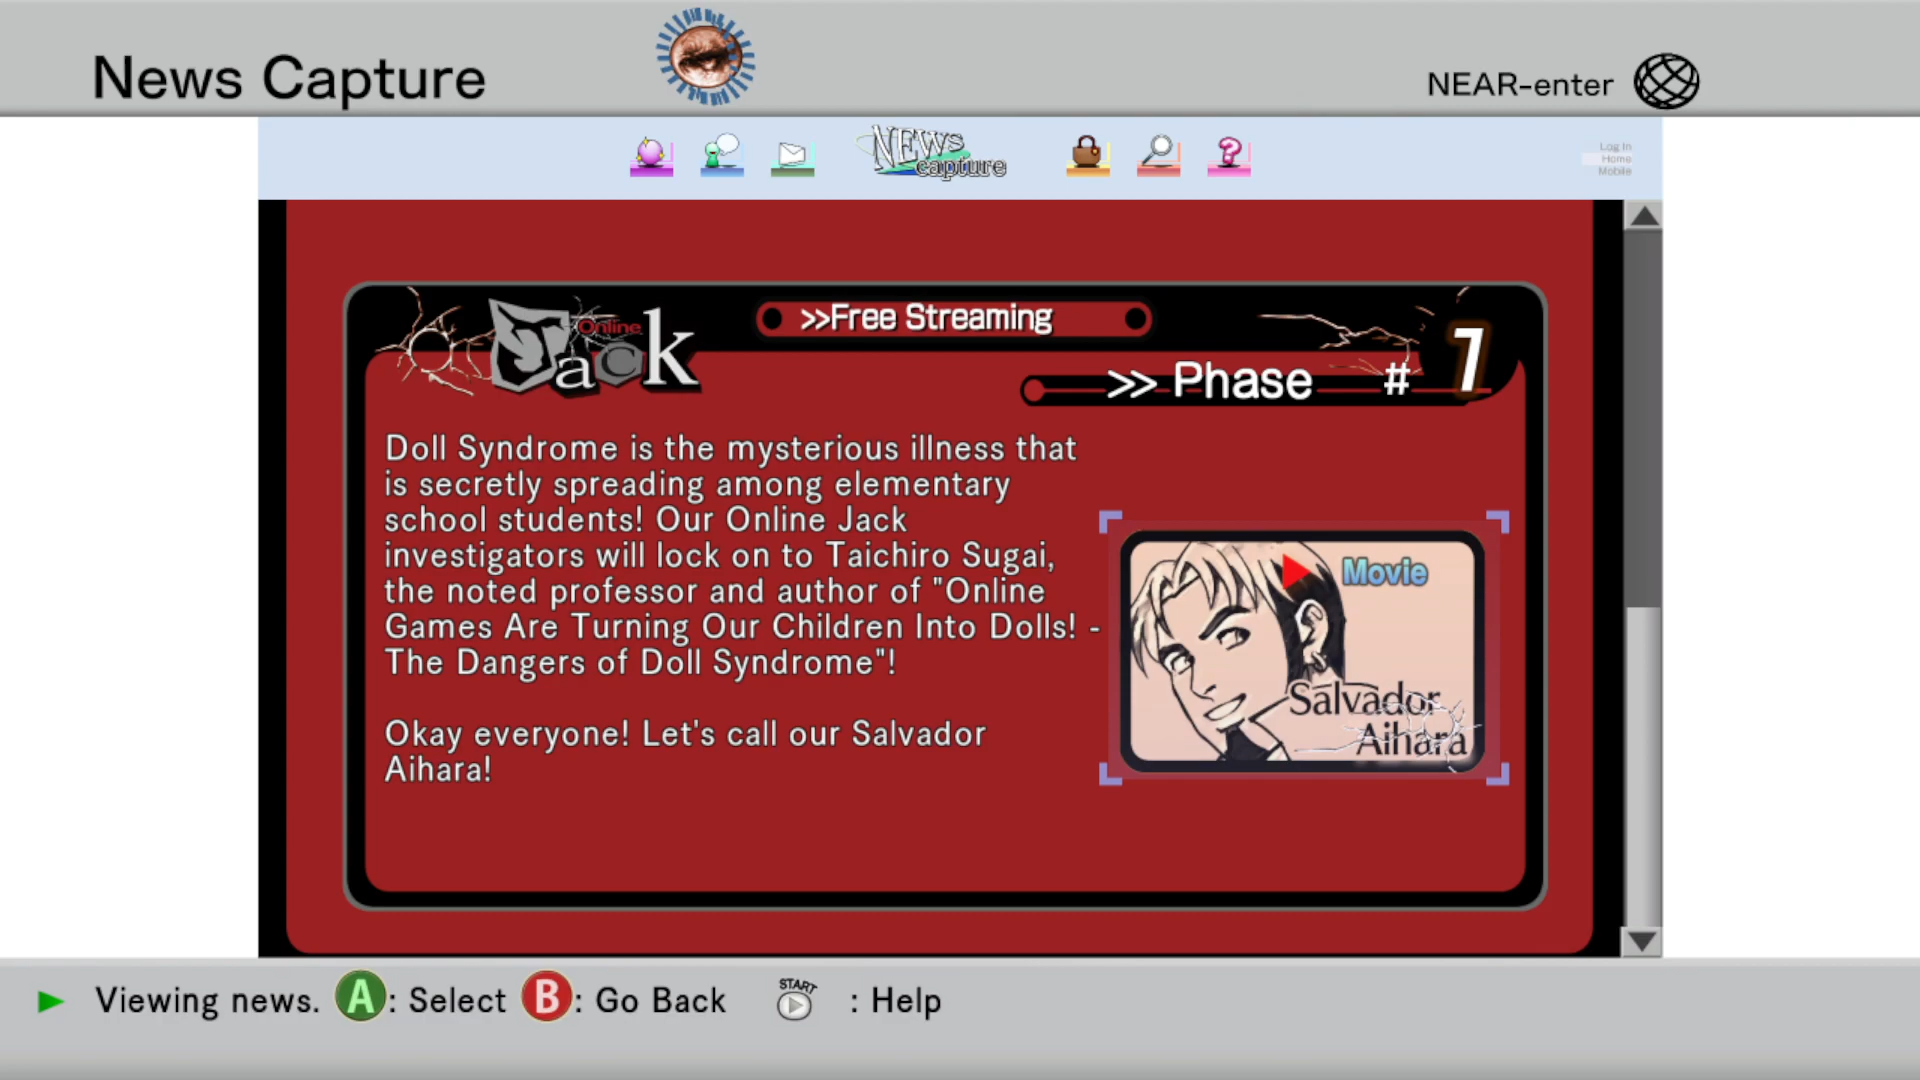 News Capture
NEAR-enter
NEWS
capture
Log In
Home
Mobile
Online
Jack
>>Free Streaming
>> Phase # 7
Doll Syndrome is the mysterious illness that
is secretly spreading among elementary
school students! Our Online Jack
investigators will lock on to Taichiro Sugai,
the noted professor and author of "Online
Games Are Turning Our Children Into Dolls! -
The Dangers of Doll Syndrome"!
Okay everyone! Let's call our Salvador
Aihara!
Movie
Salvador
Aihara
Viewing news. A: Select B: Go Back START : Help